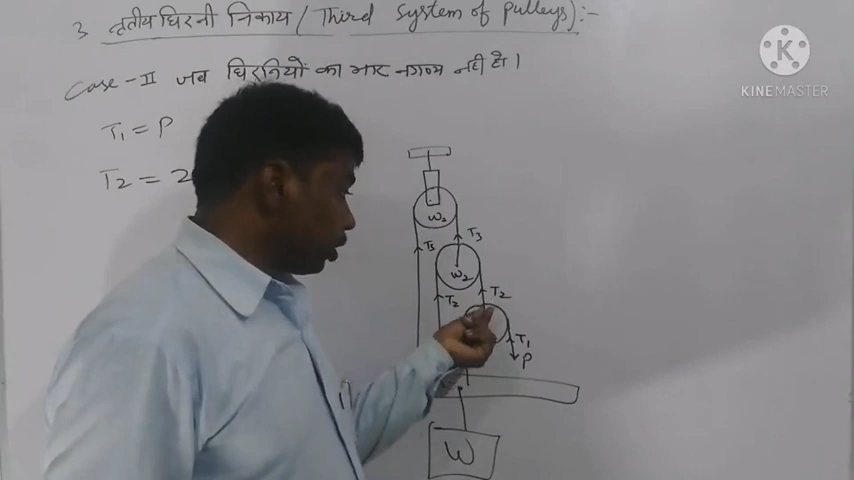 3 तृतीय घिरनी निकाय (Third System of pulleys):-
Case-II जब घिरनियों का भार नगण्य नहीं हो।
KINEMASTER
T₁ = P
T₂ = 2
W₂
T₃
T₃
W₂
T₂
T₂
T₁
P
W